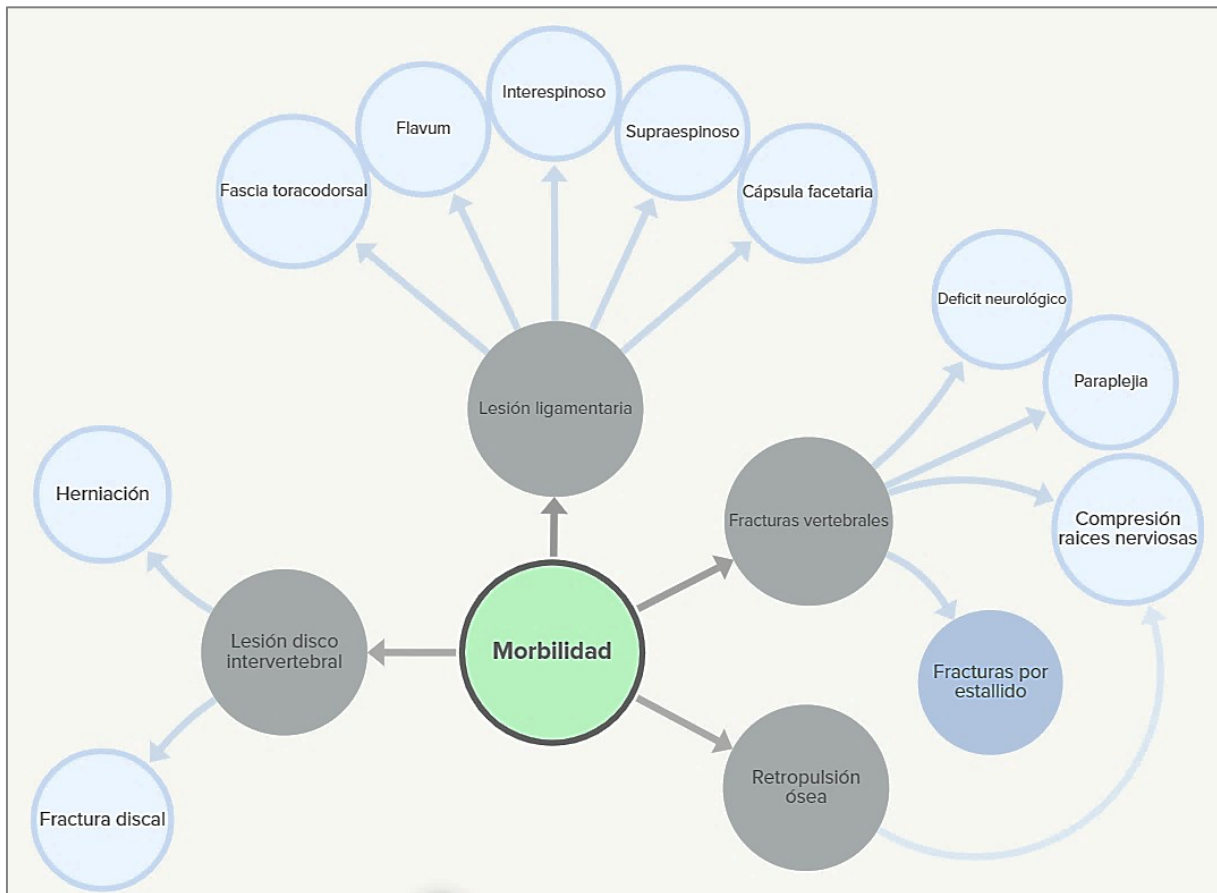 Interespinoso
Flavum
Supraespinoso
Fascia toracodorsal
Cápsula facetaria
Deficit neurológico
Paraplejia
Lesión ligamentaria
Herniación
Fracturas vertebrales
Compresión
raices nerviosas
Lesión disco
intervertebral
Morbilidad
Fracturas por
estallido
Retropulsión
ósea
Fractura discal